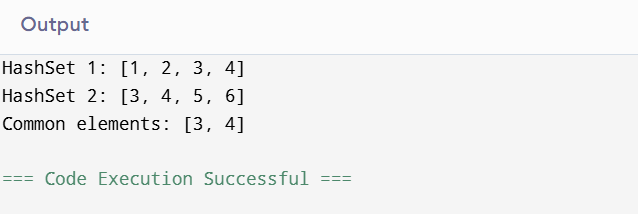 Output
HashSet 1: [1, 2, 3, 4]
HashSet 2: [3, 4, 5, 6]
Common elements: [3, 4]
=== Code Execution Successful ===